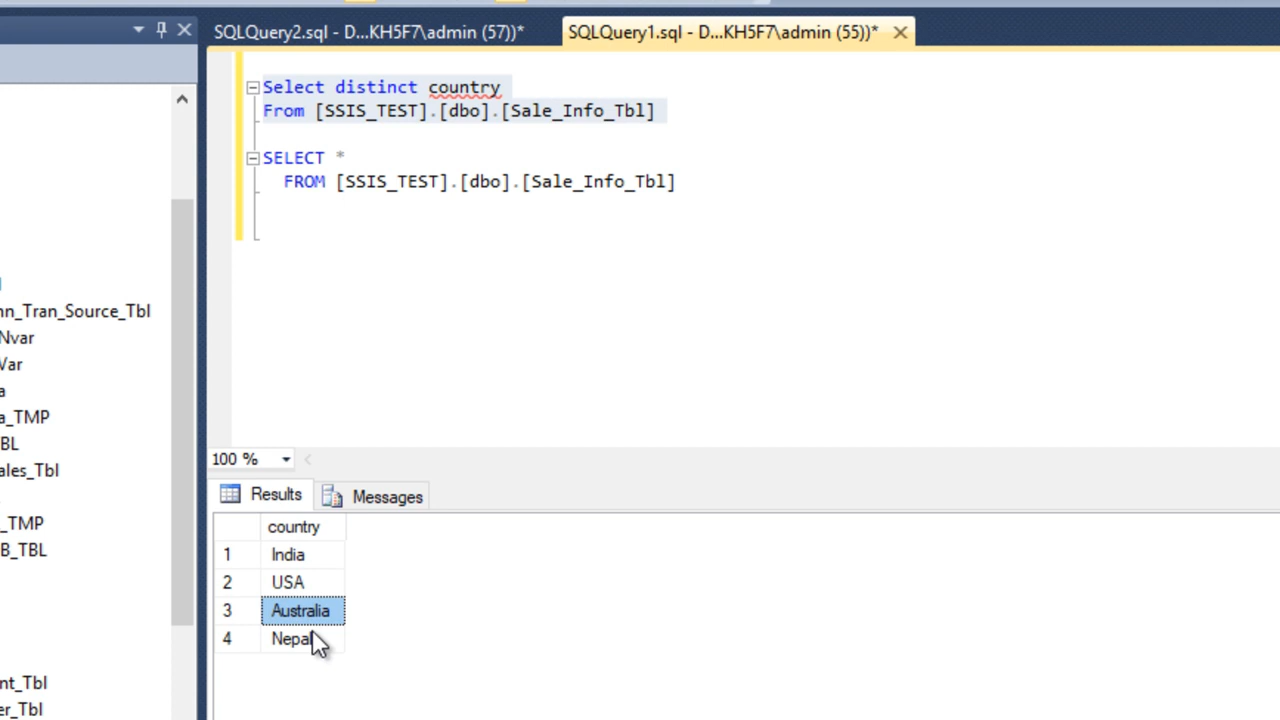 SQLQuery2.sql - D...KH5F7\admin (57))*
SQLQuery1.sql - D...KH5F7\admin (55))*
Select distinct country
From [SSIS_TEST].[dbo].[Sale_Info_Tbl]
SELECT *
FROM [SSIS_TEST].[dbo].[Sale_Info_Tbl]
nn_Tran_Source_Tbl
Nvar
Var
a
a_TMP
TBL
ales_Tbl
_TMP
B_TBL
nt_Tbl
er_Tbl
100 %
Results
Messages
country
1 India
2 USA
3 Australia
4 Nepal